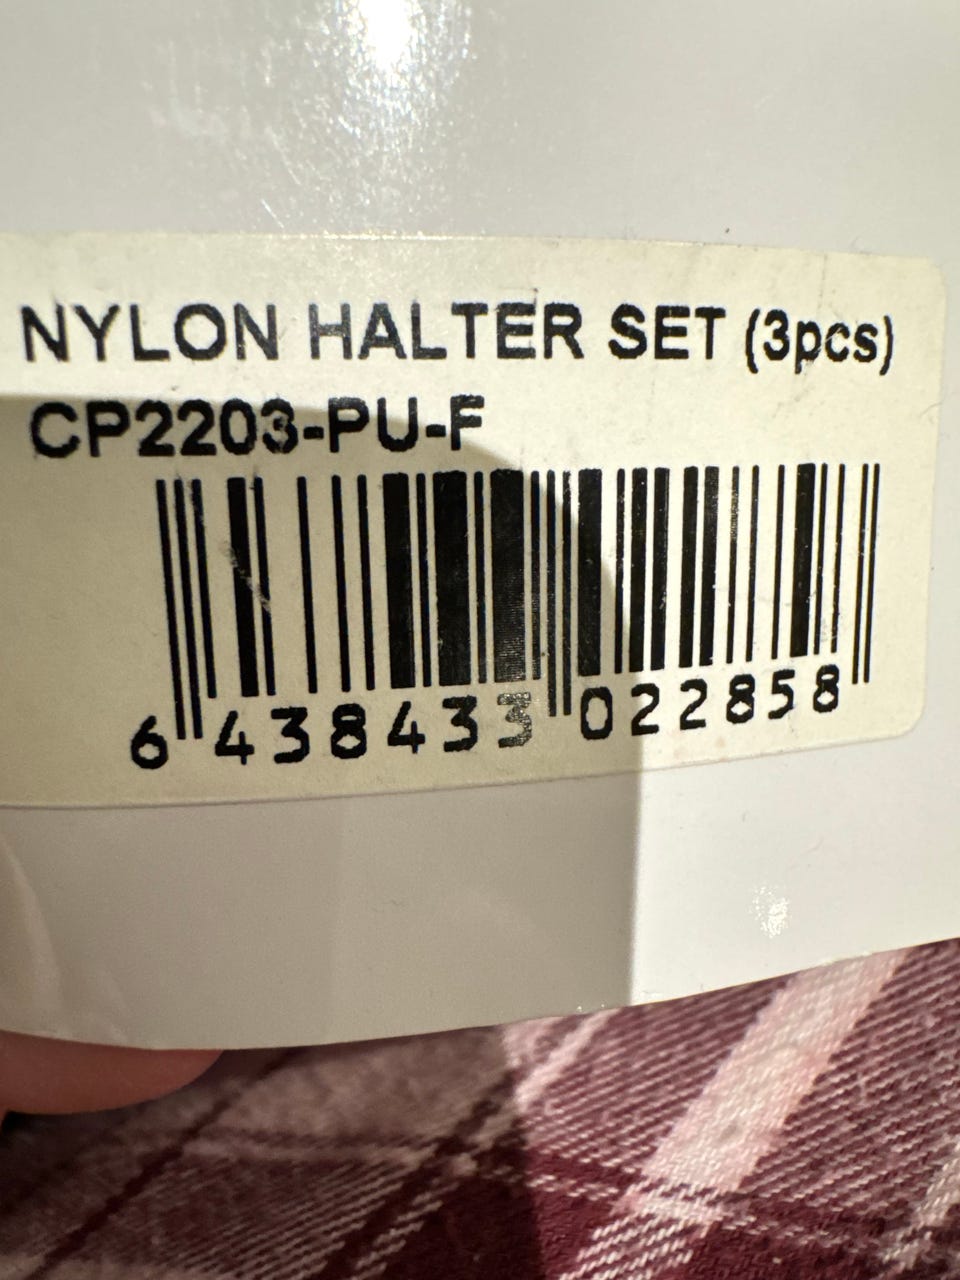 NYLON HALTER SET (3pcs)
CP2203-PU-F
6 438433 022858